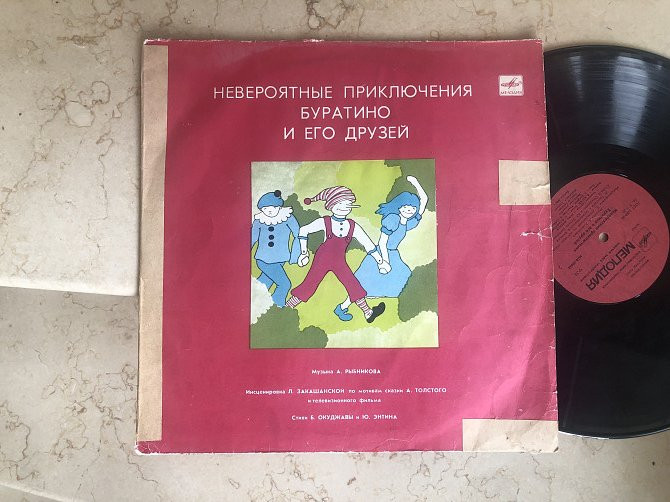 НЕВЕРОЯТНЫЕ ПРИКЛЮЧЕНИЯ
БУРАТИНО
И ЕГО ДРУЗЕЙ
МЕЛОДИЯ
Музыка А. РЫБНИКОВА
Инсценировка Л. ЗАКАШАНСКОЙ по мотивам сказки А. ТОЛСТОГО
и телевизионного фильма
Стихи Б. ОКУДЖАВЫ и Ю. ЭНТИНА
МЕЛОДИЯ